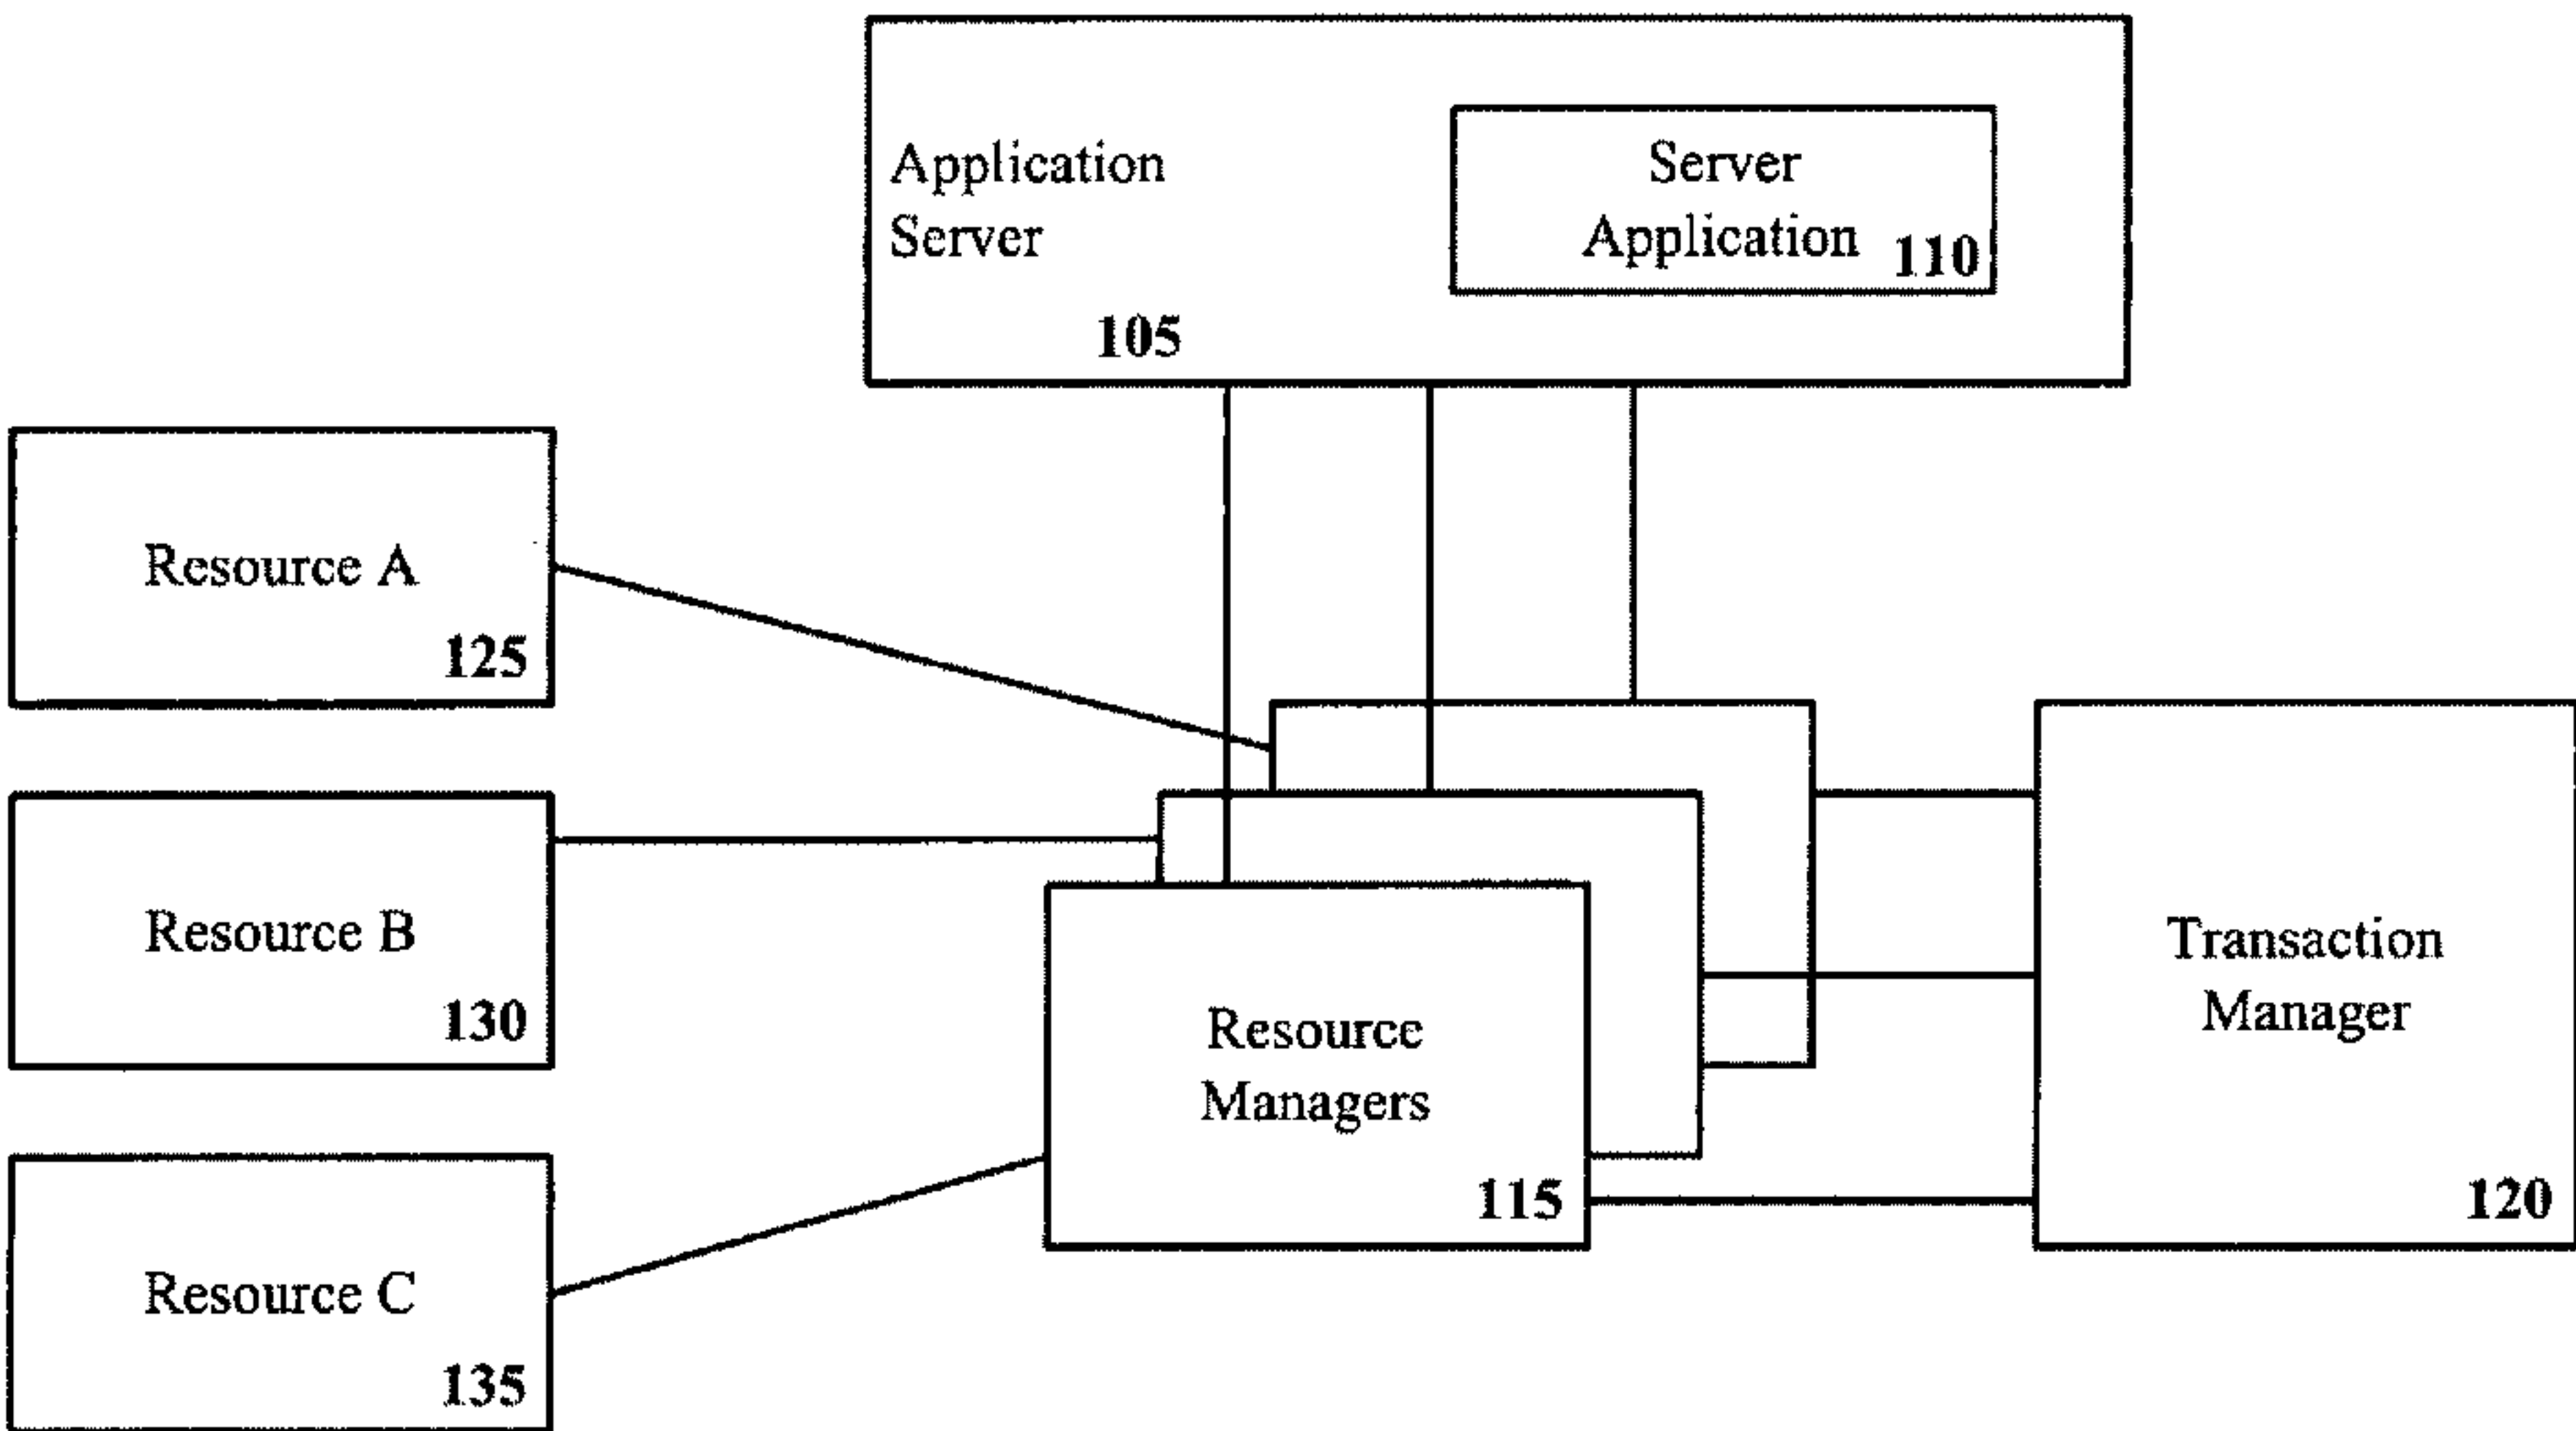 Application
Server
105
Server
Application
110
Resource A
125
Resource B
130
Resource C
135
Resource
Managers
115
Transaction
Manager
120